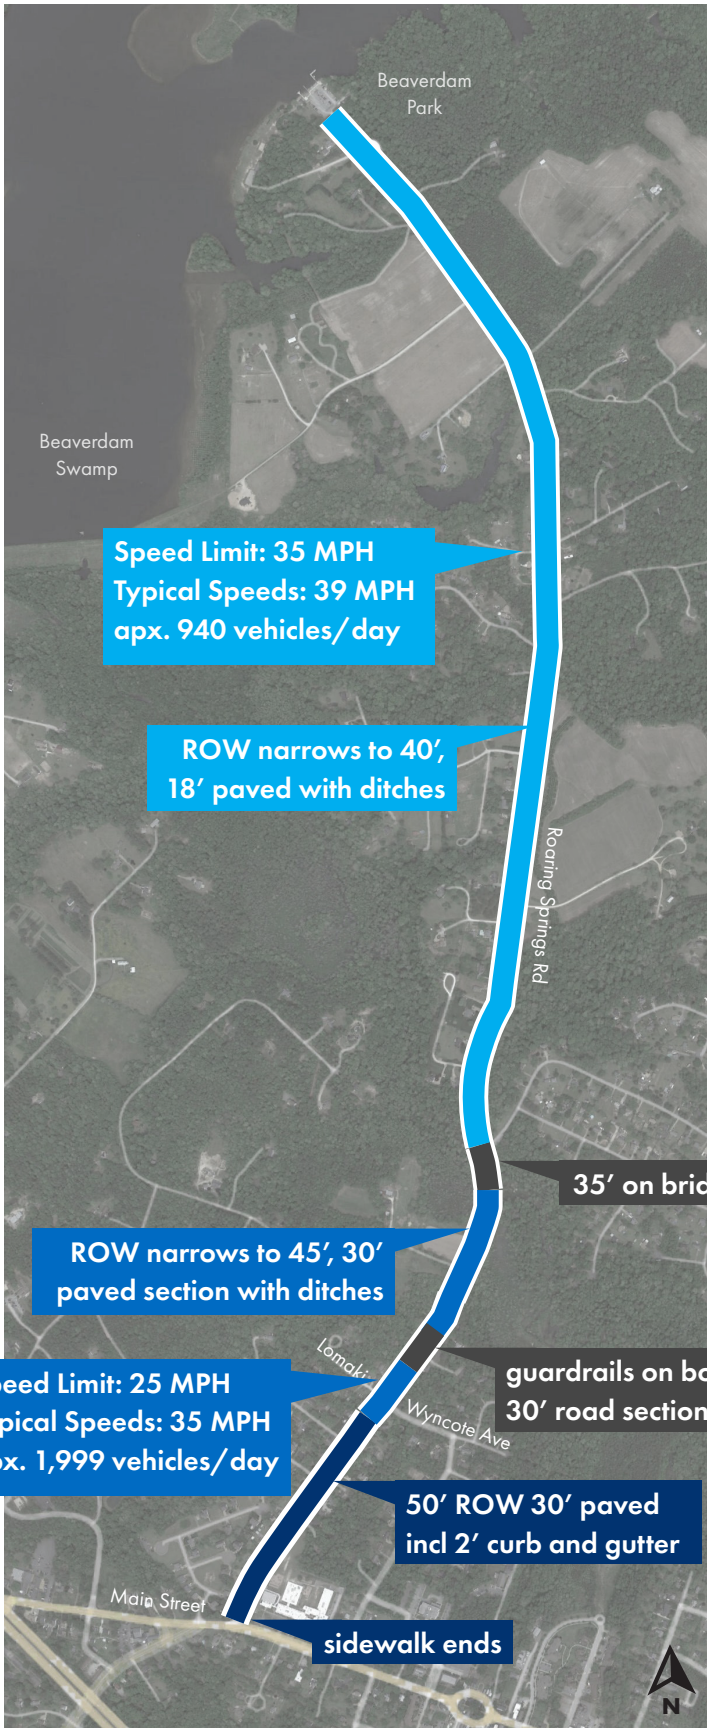 Beaverdam
Park
Beaverdam
Swamp
Speed Limit: 35 MPH
Typical Speeds: 39 MPH
apx. 940 vehicles/day
ROW narrows to 40’,
18’ paved with ditches
Roaring Springs Rd
35’ on brid
ROW narrows to 45’, 30’
paved section with ditches
Lomaki
guardrails on bo
30’ road section
peed Limit: 25 MPH
pical Speeds: 35 MPH
ox. 1,999 vehicles/day
Wyncote Ave
50’ ROW 30’ paved
incl 2’ curb and gutter
Main Street
sidewalk ends
N